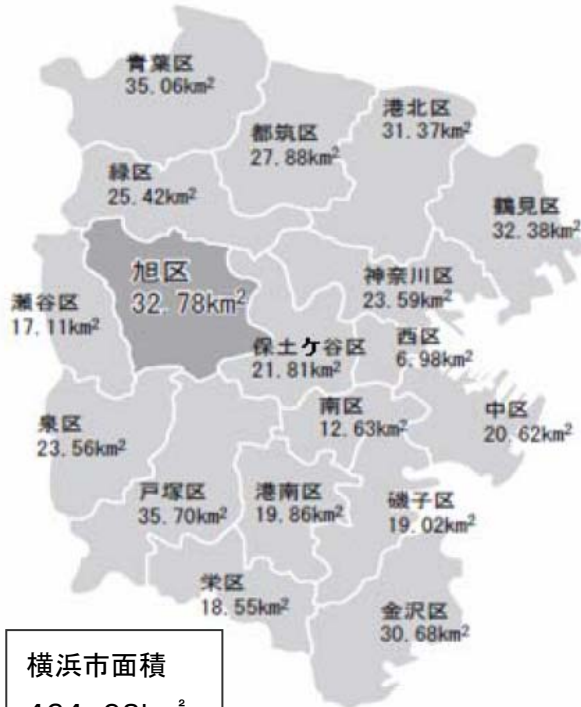 青葉区
35.06km²
港北区
31.37km²
都筑区
27.88km²
緑区
25.42km²
鶴見区
32.38km²
旭区
32.78km²
神奈川区
23.59km²
瀬谷区
17.11km²
保土ケ谷区
21.81km²
西区
6.98km²
南区
12.63km²
中区
20.62km²
泉区
23.56km²
戸塚区
35.70km²
港南区
19.86km²
磯子区
19.02km²
栄区
18.55km²
金沢区
30.68km²
横浜市面積